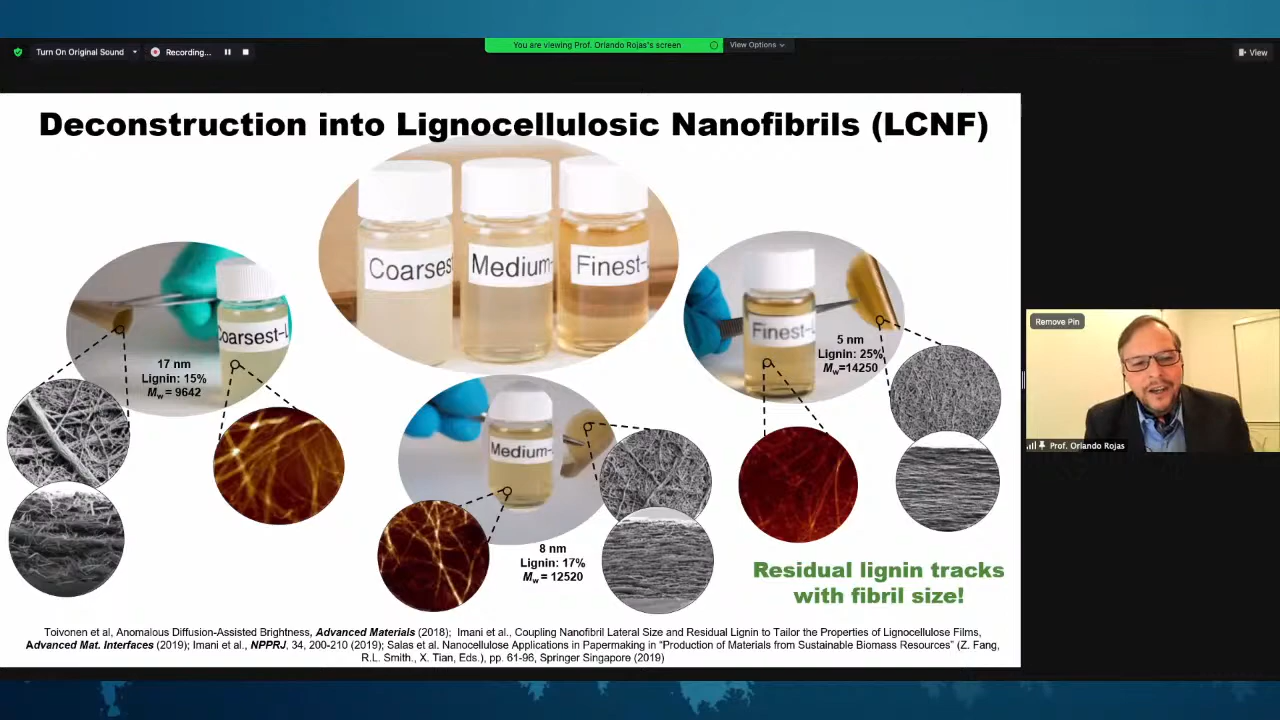 Turn On Original Sound
Recording...
You are viewing Prof. Orlando Rojas's screen
View Options
View
Deconstruction into Lignocellulosic Nanofibrils (LCNF)
Coarses
Medium-
Finest-
Coarsest-L
17 nm
Lignin: 15%
Mw = 9642
Finest-L
5 nm
Lignin: 25%
Mw=14250
Medium-
8 nm
Lignin: 17%
Mw = 12520
Remove Pin
Prof. Orlando Rojas
Residual lignin tracks
with fibril size!
Toivonen et al, Anomalous Diffusion-Assisted Brightness, Advanced Materials (2018); Imani et al., Coupling Nanofibril Lateral Size and Residual Lignin to Tailor the Properties of Lignocellulose Films,
Advanced Mat. Interfaces (2019); Imani et al., NPPRJ, 34, 200-210 (2019); Salas et al. Nanocellulose Applications in Papermaking in “Production of Materials from Sustainable Biomass Resources” (Z. Fang,
R.L. Smith., X. Tian, Eds.), pp. 61-96, Springer Singapore (2019)